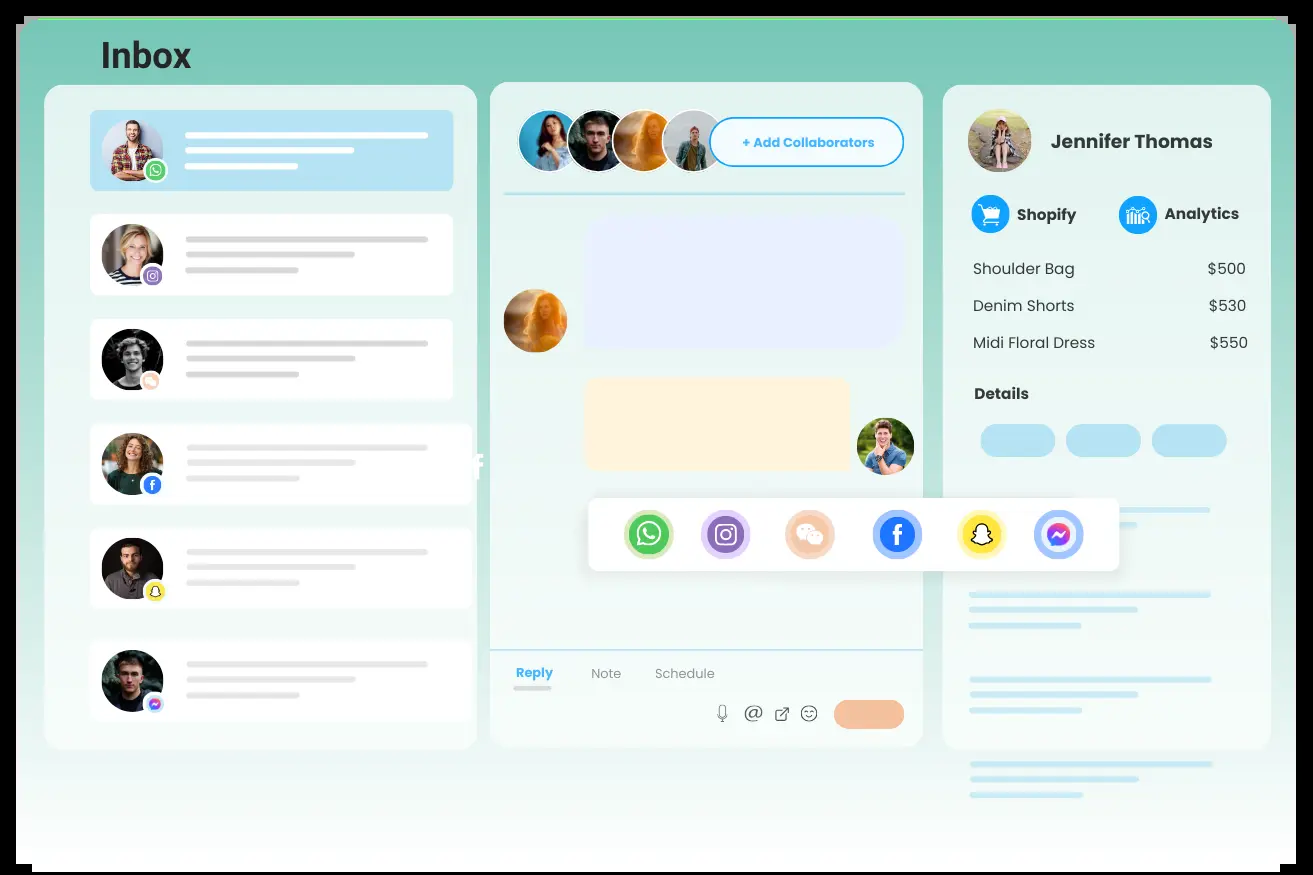 Inbox
+ Add Collaborators
Reply
Note
Schedule
Jennifer Thomas
Shopify
Analytics
Shoulder Bag $500
Denim Shorts $530
Midi Floral Dress $550
Details